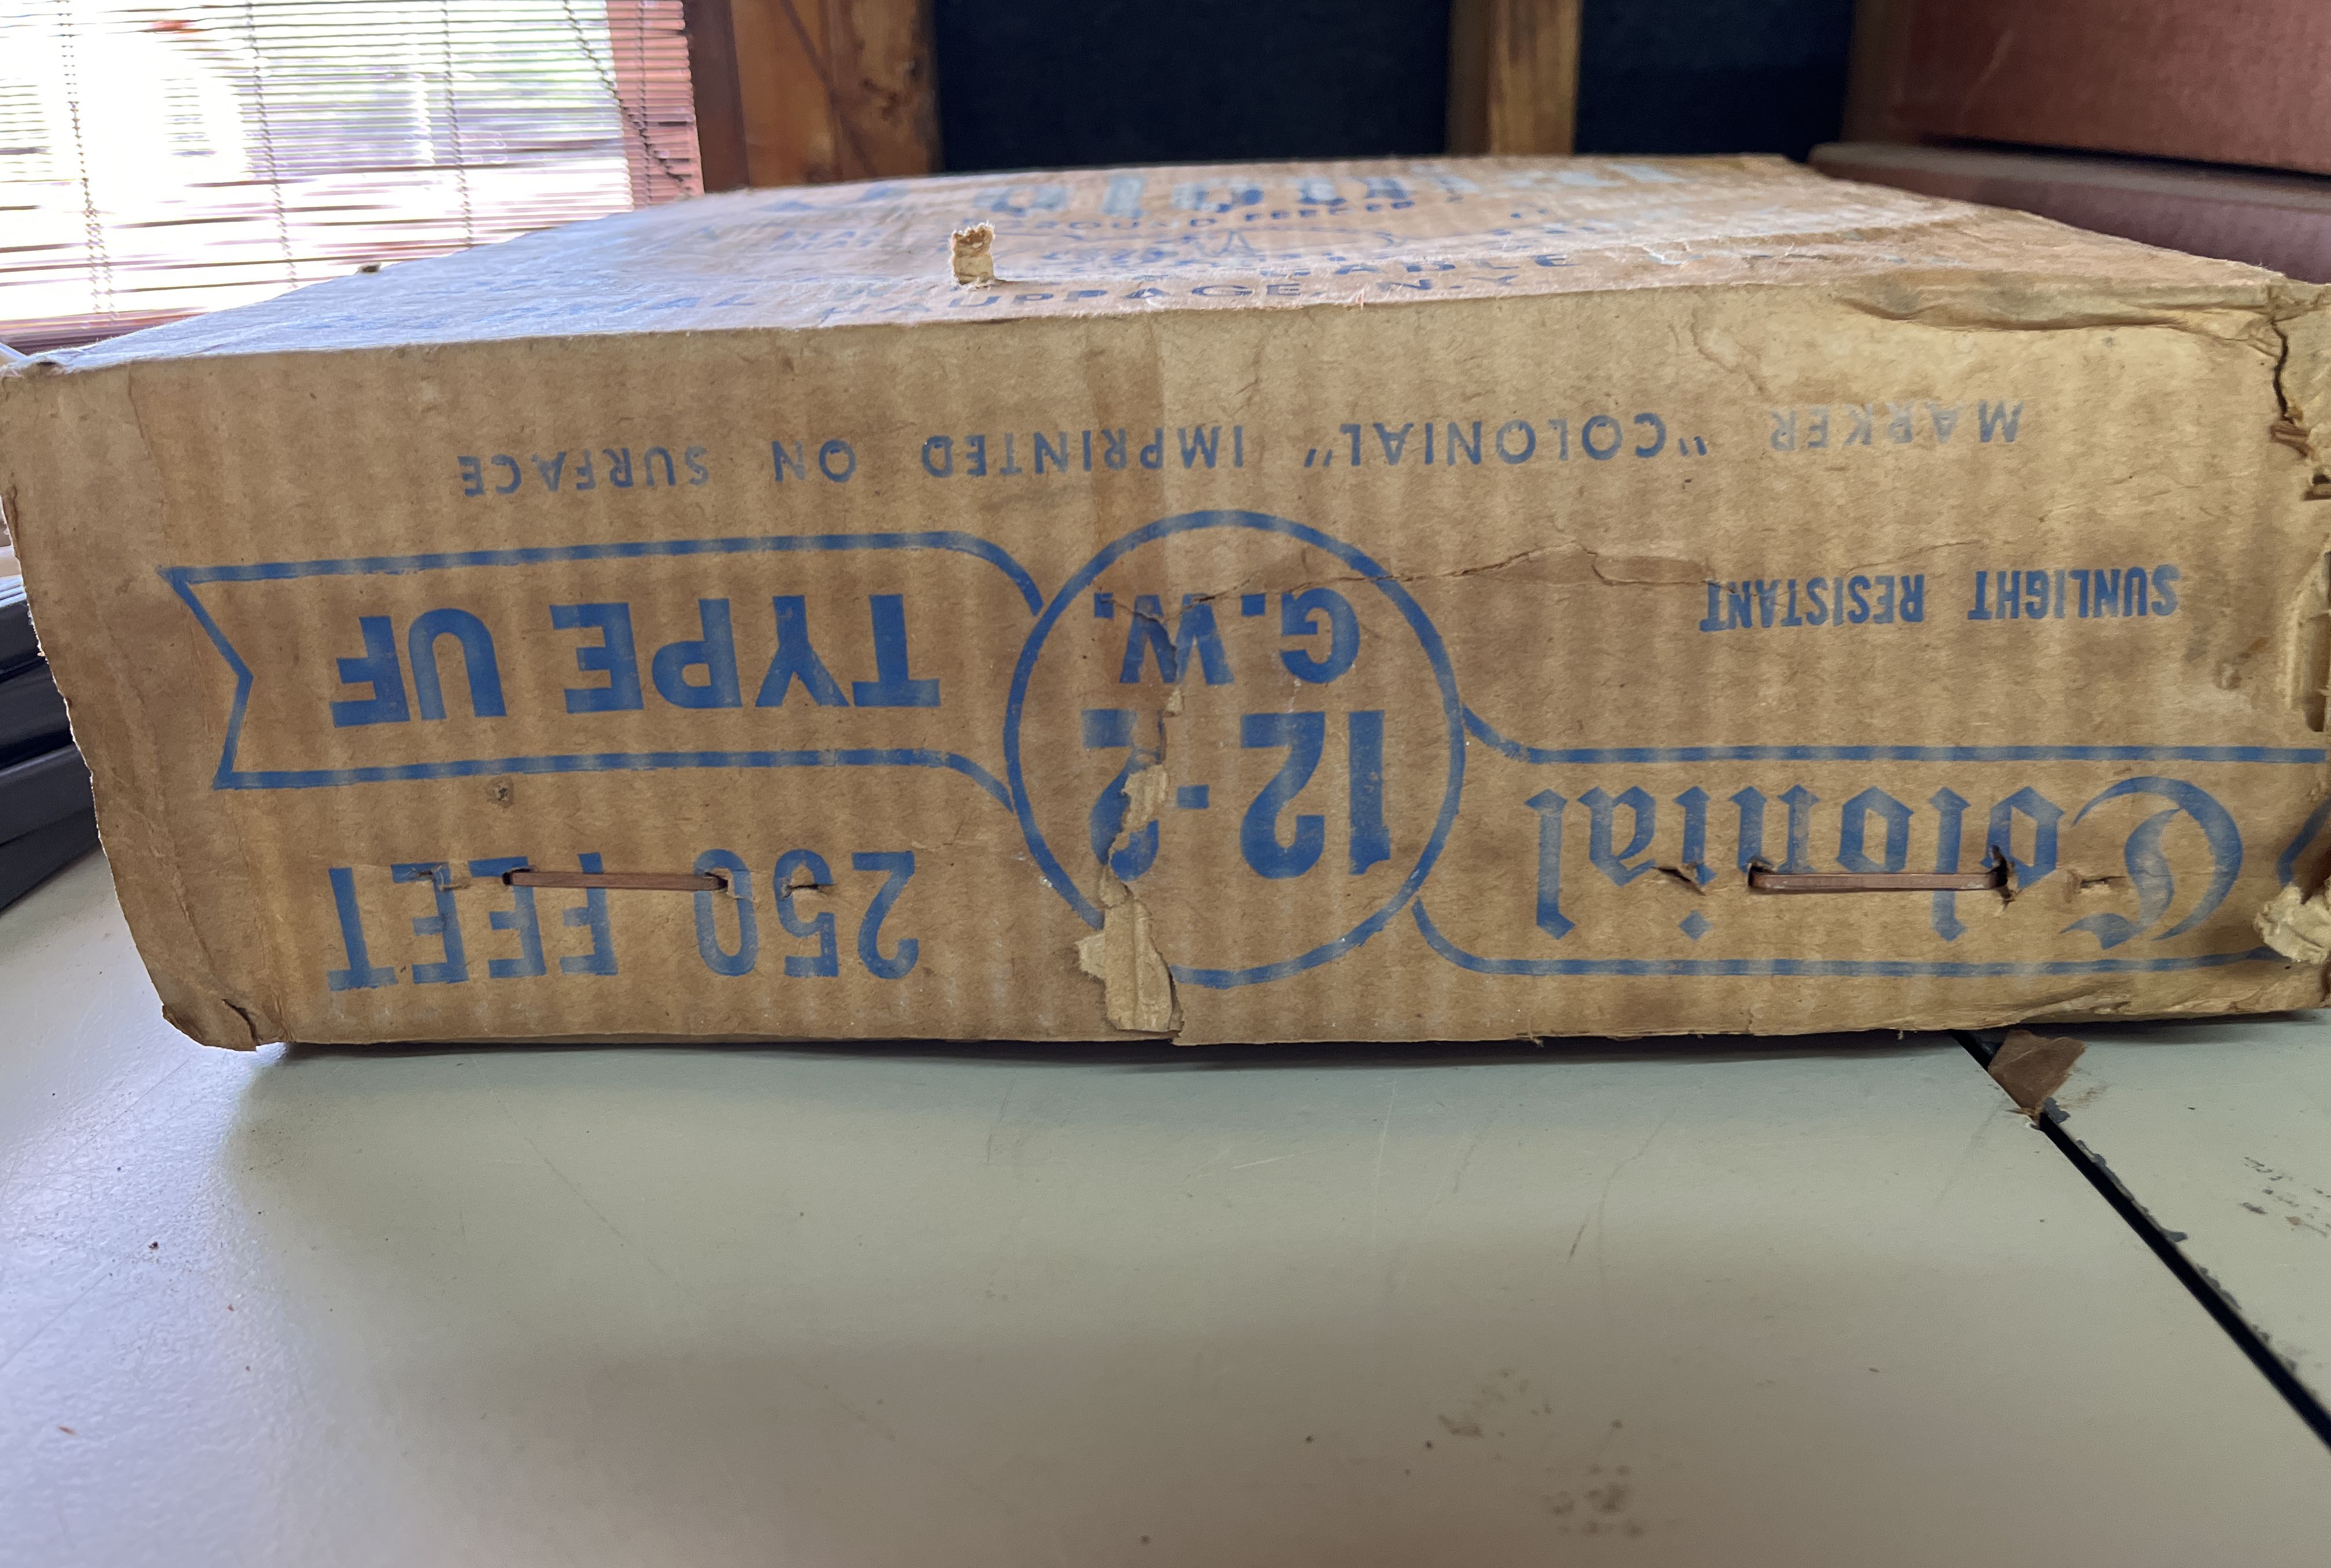 Colonial
250 FEET
12-2
G.W.
TYPE UF
SUNLIGHT RESISTANT
MARKER "COLONIAL" IMPRINTED ON SURFACE
HAUPPAGE, N.Y.